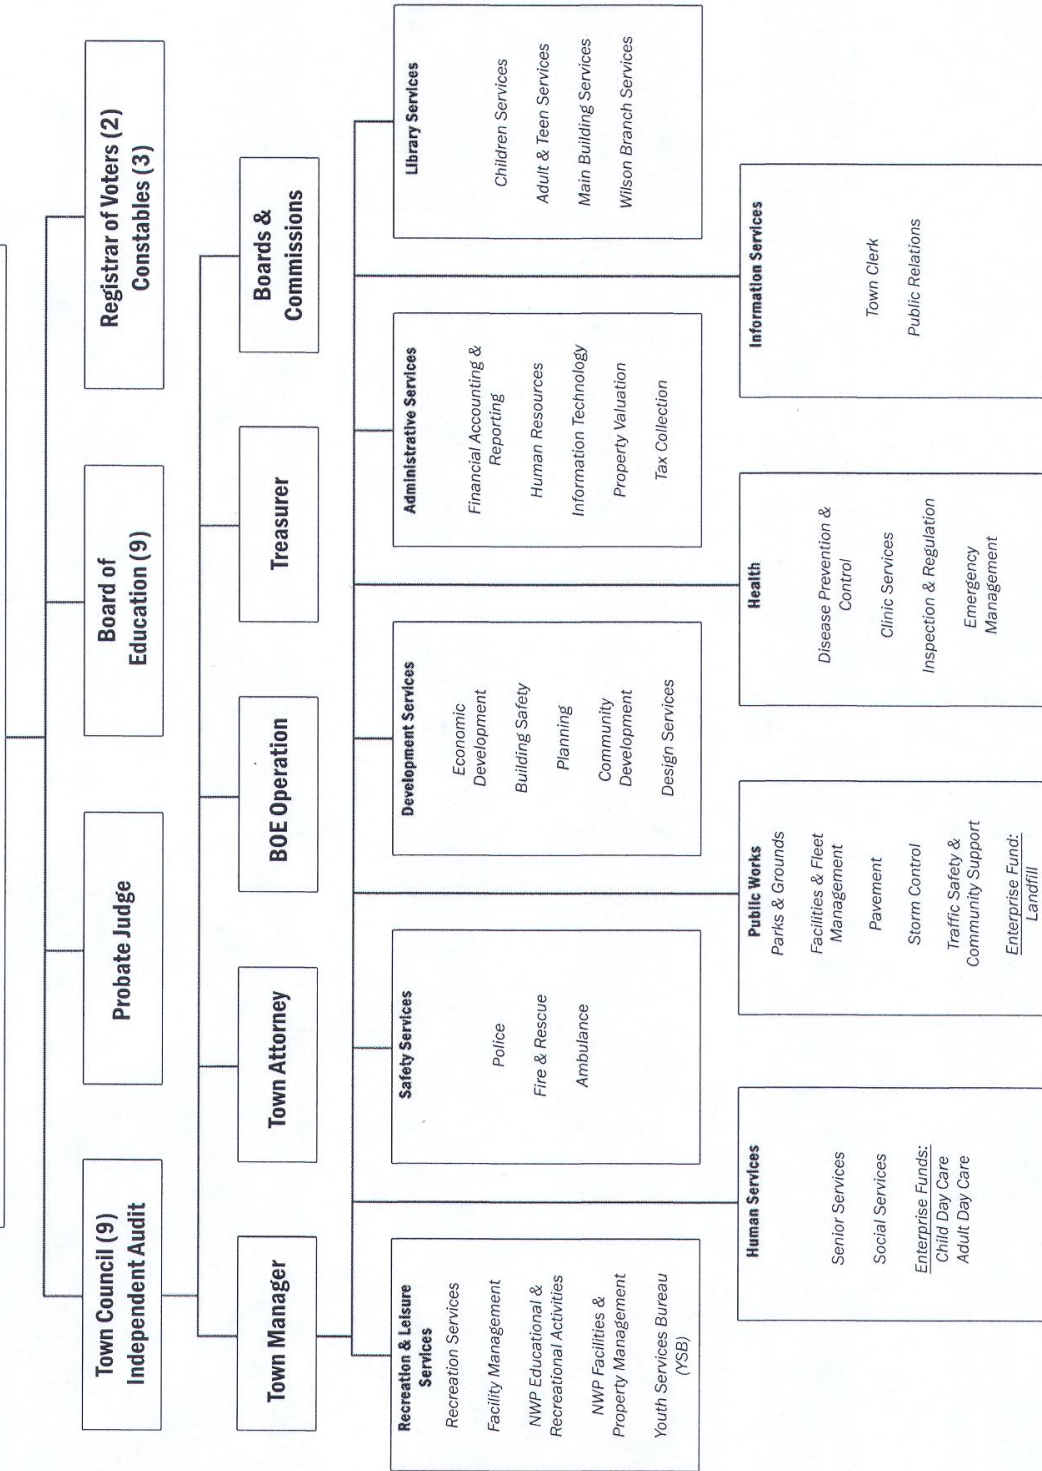 Town Council (9)
Independent Audit
Probate Judge
Board of
Education (9)
Registrar of Voters (2)
Constables (3)
Town Manager
Town Attorney
BOE Operation
Treasurer
Boards &
Commissions
Recreation & Leisure
Services
Recreation Services
Facility Management
NWP Educational &
Recreational Activities
NWP Facilities &
Property Management
Youth Services Bureau
(YSB)
Safety Services
Police
Fire & Rescue
Ambulance
Development Services
Economic
Development
Building Safety
Planning
Community
Development
Design Services
Administrative Services
Financial Accounting &
Reporting
Human Resources
Information Technology
Property Valuation
Tax Collection
Library Services
Children Services
Adult & Teen Services
Main Building Services
Wilson Branch Services
Human Services
Senior Services
Social Services
Enterprise Funds:
Child Day Care
Adult Day Care
Public Works
Parks & Grounds
Facilities & Fleet
Management
Pavement
Storm Control
Traffic Safety &
Community Support
Enterprise Fund:
Landfill
Health
Disease Prevention &
Control
Clinic Services
Inspection & Regulation
Emergency
Management
Information Services
Town Clerk
Public Relations